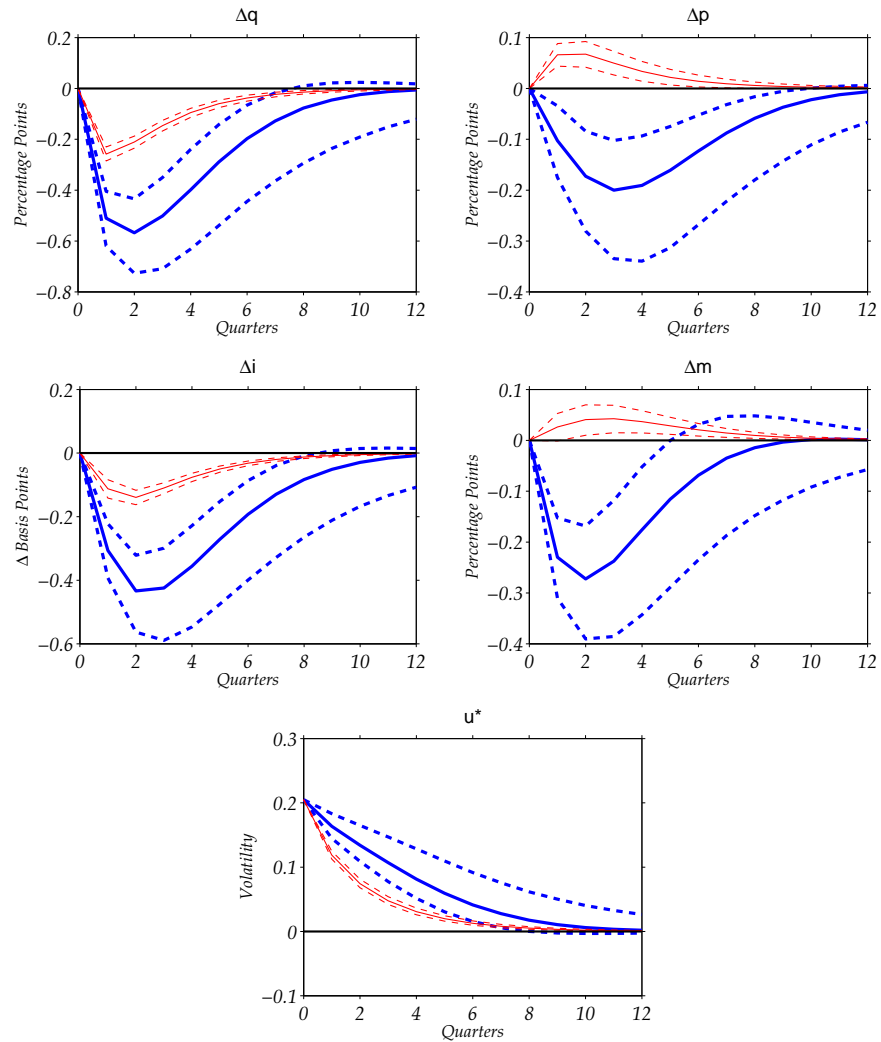 Δq
Percentage Points
0.2
0
−0.2
−0.4
−0.6
−0.8
0 2 4 6 8 10 12
Quarters
Δp
Percentage Points
0.1
0
−0.1
−0.2
−0.3
−0.4
0 2 4 6 8 10 12
Quarters
Δi
Δ Basis Points
0.2
0
−0.2
−0.4
−0.6
0 2 4 6 8 10 12
Quarters
Δm
Percentage Points
0.1
0
−0.1
−0.2
−0.3
−0.4
0 2 4 6 8 10 12
Quarters
u*
Volatility
0.3
0.2
0.1
0
−0.1
0 2 4 6 8 10 12
Quarters